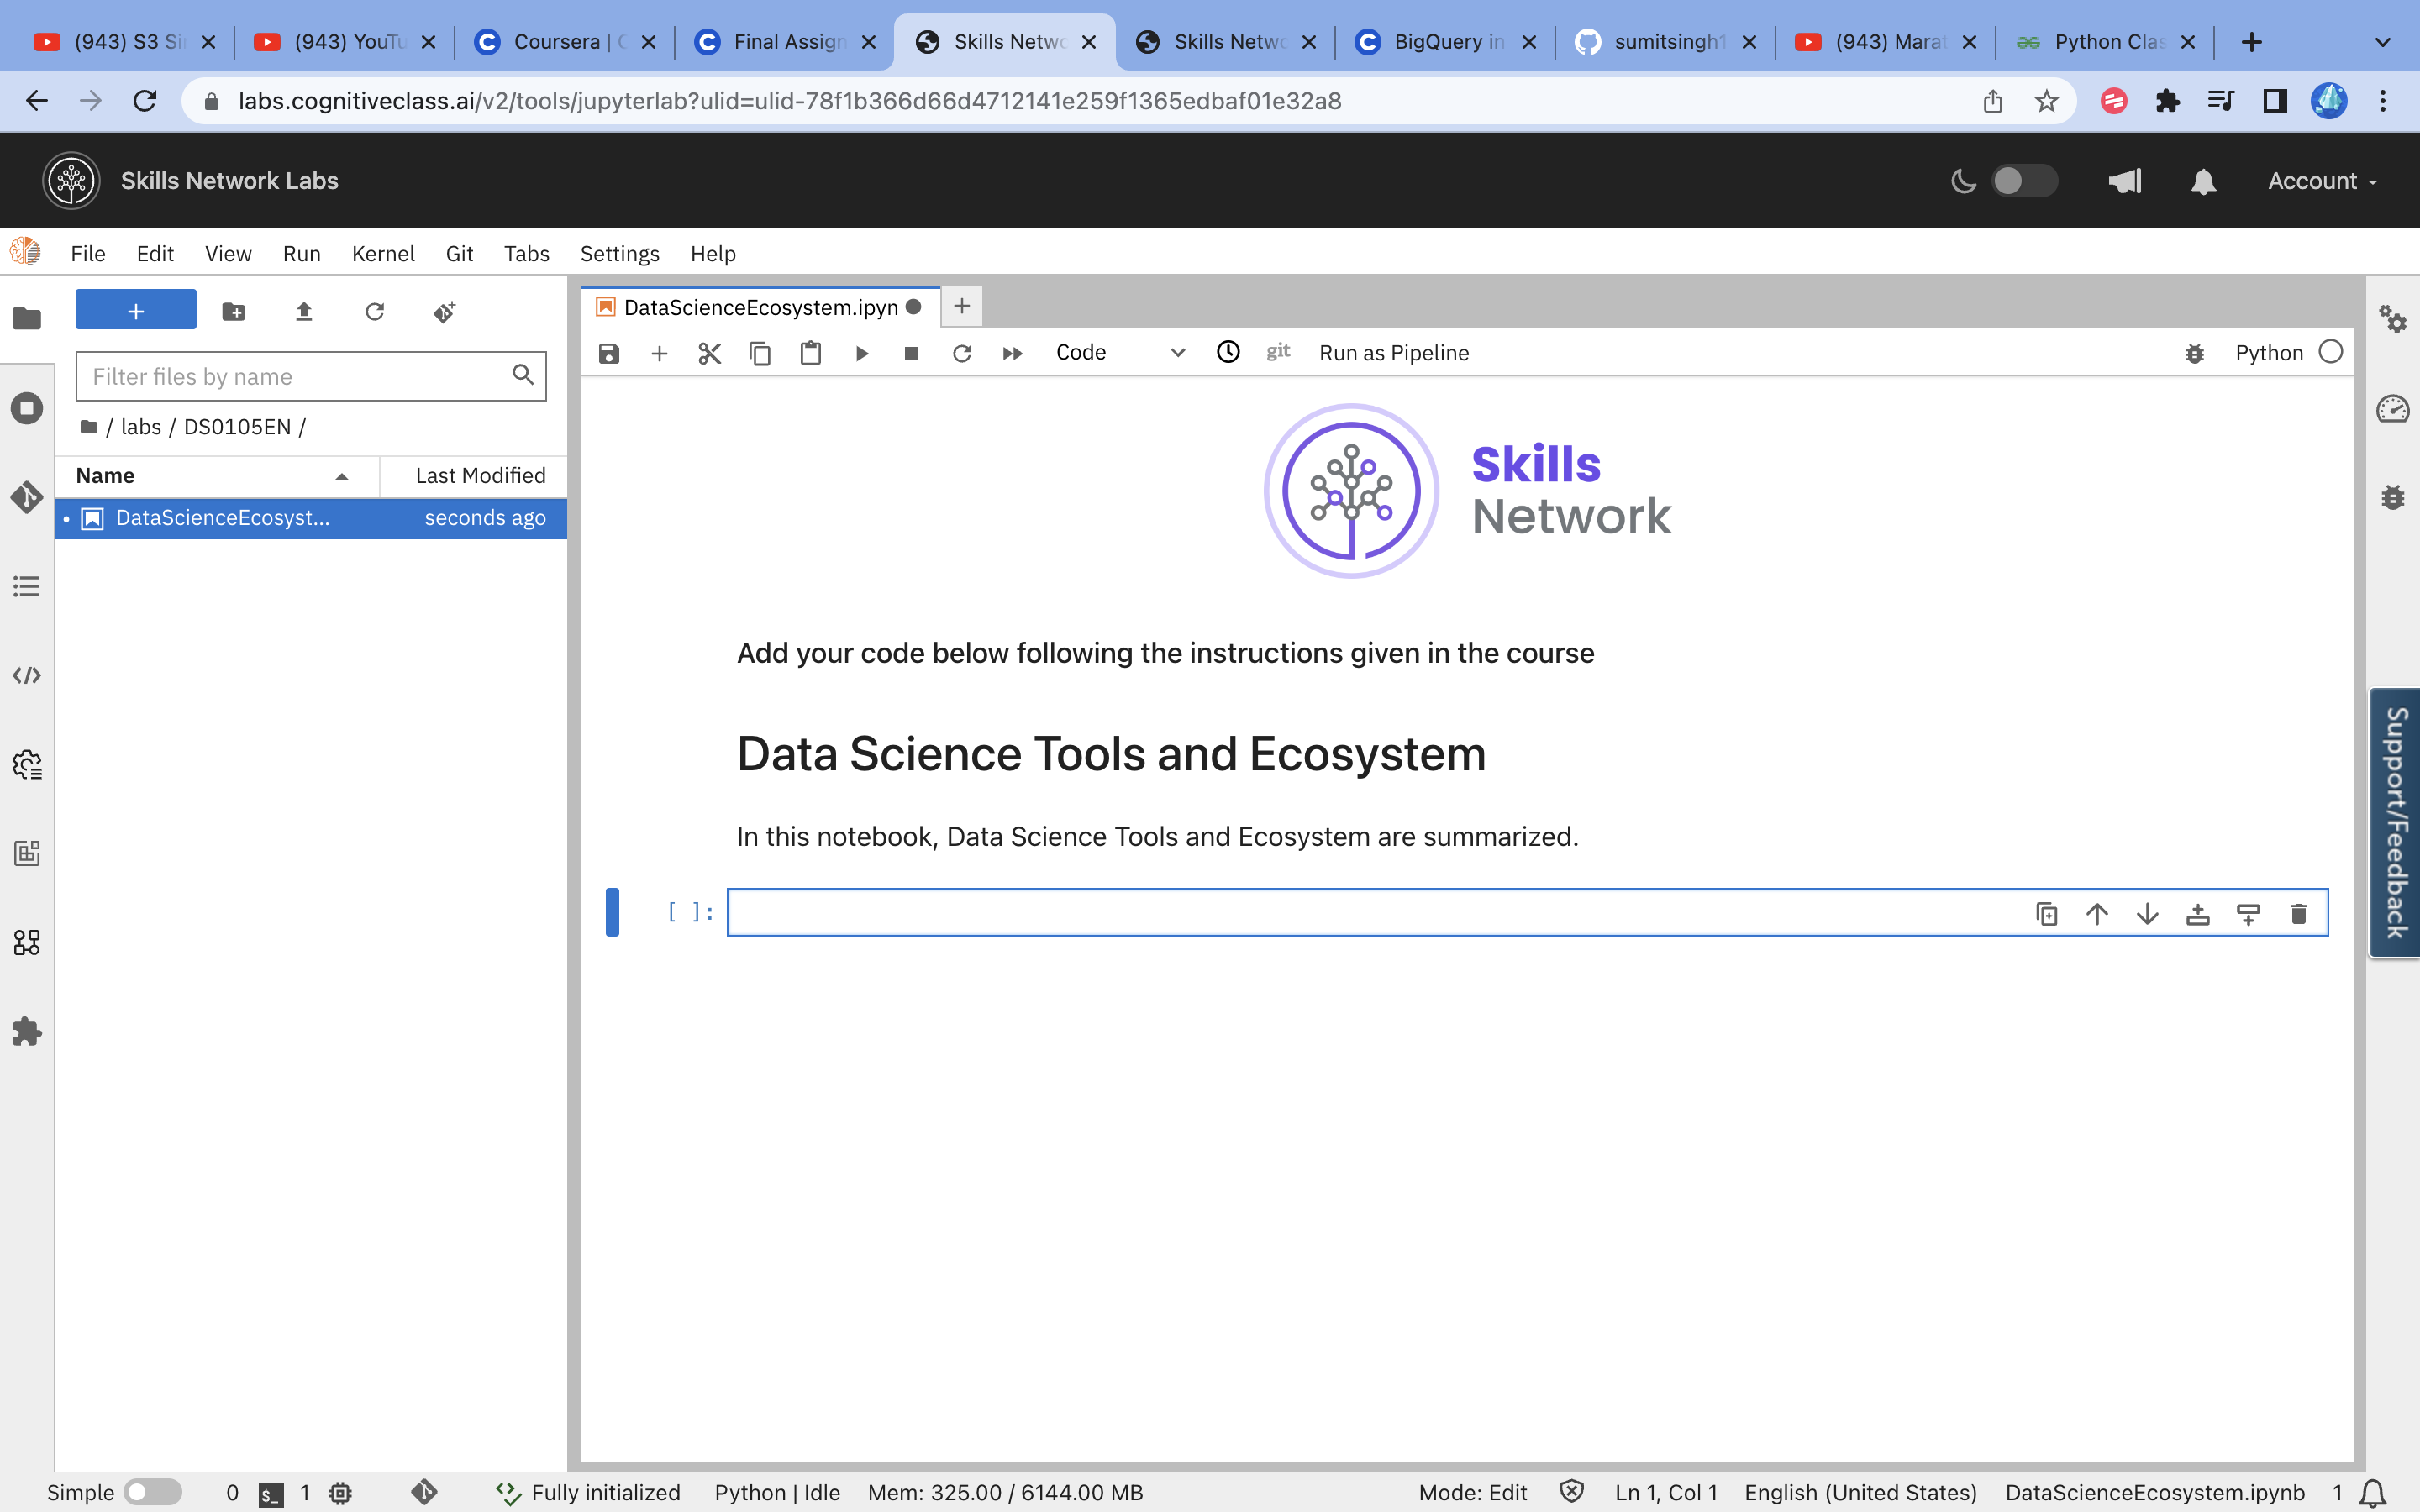 (943) S3 Si
(943) YouTu
Coursera | C
Final Assign
Skills Netwo
Skills Netwo
BigQuery in
sumitsingh1
(943) Marat
Python Clas
labs.cognitiveclass.ai/v2/tools/jupyterlab?ulid=ulid-78f1b366d66d4712141e259f1365edbaf01e32a8
Skills Network Labs
Account
File Edit View Run Kernel Git Tabs Settings Help
DataScienceEcosystem.ipyn
Code
git
Run as Pipeline
Python
Filter files by name
/ labs / DS0105EN /
Name
Last Modified
DataScienceEcosyst...
seconds ago
Skills
Network
Add your code below following the instructions given in the course
Data Science Tools and Ecosystem
In this notebook, Data Science Tools and Ecosystem are summarized.
[ ]:
Support/Feedback
Simple
0
$_
1
Fully initialized
Python | Idle
Mem: 325.00 / 6144.00 MB
Mode: Edit
Ln 1, Col 1
English (United States)
DataScienceEcosystem.ipynb
1